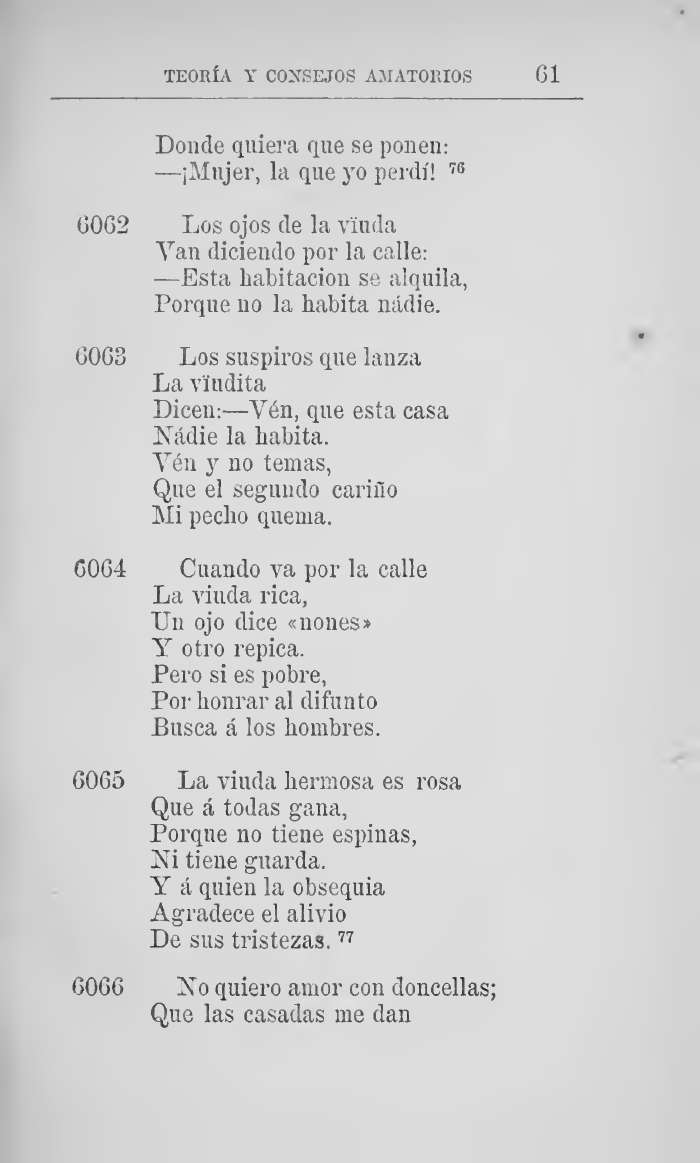 TEORÍA Y CONSEJOS AMATORIOS 61
Donde quiera que se ponen:
—¡Mujer, la que yo perdí! 76
6062 Los ojos de la vïuda
Van diciendo por la calle:
—Esta habitacion se alquila,
Porque no la habita nádie.
6063 Los suspiros que lanza
La vïudita
Dicen:—Vén, que esta casa
Nádie la habita.
Vén y no temas,
Que el segundo cariño
Mi pecho quema.
6064 Cuando va por la calle
La viuda rica,
Un ojo dice «nones»
Y otro repica.
Pero si es pobre,
Por honrar al difunto
Busca á los hombres.
6065 La viuda hermosa es rosa
Que á todas gana,
Porque no tiene espinas,
Ni tiene guarda.
Y á quien la obsequia
Agradece el alivio
De sus tristezas. 77
6066 No quiero amor con doncellas;
Que las casadas me dan